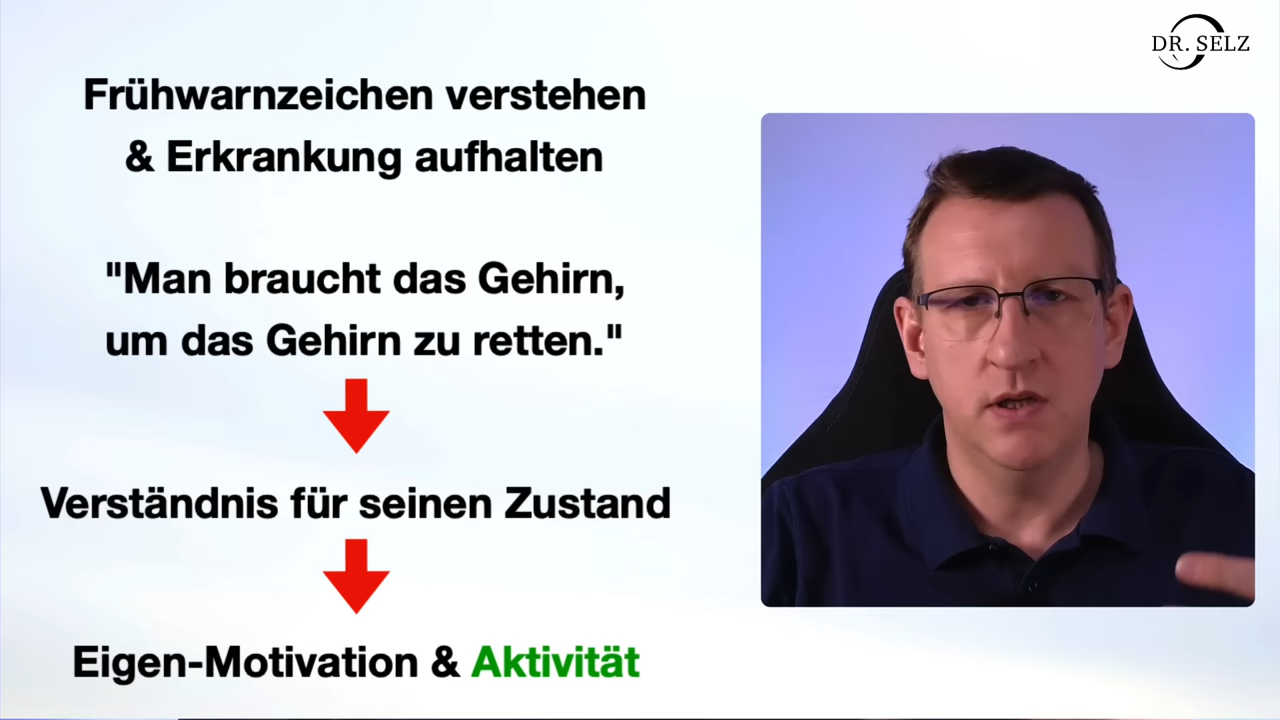 DR. SELZ
Frühwarnzeichen verstehen
& Erkrankung aufhalten
"Man braucht das Gehirn,
um das Gehirn zu retten."
Verständnis für seinen Zustand
Eigen-Motivation & Aktivität